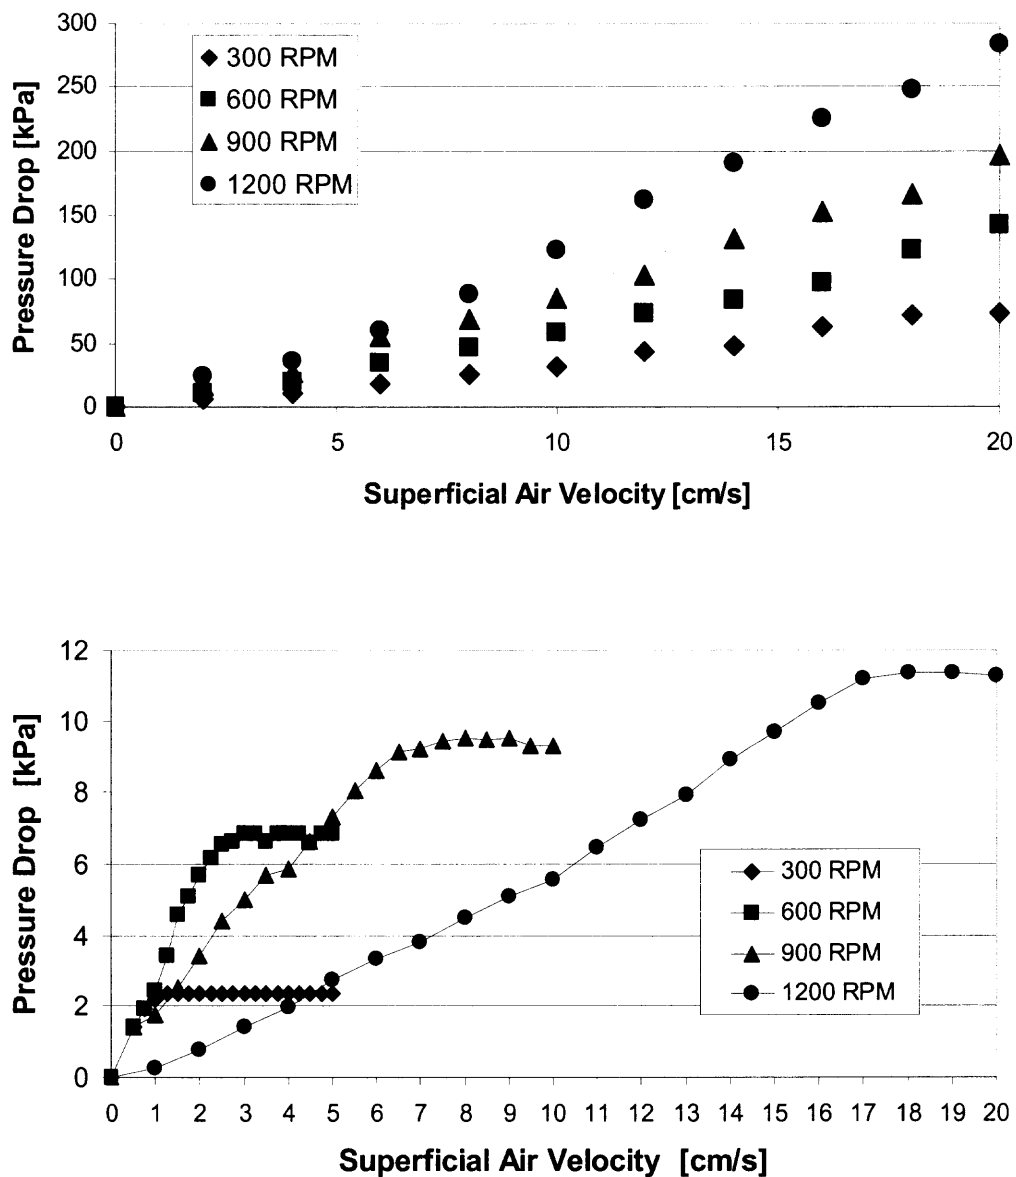 300
250
200
150
100
50
0
Pressure Drop [kPa]
300 RPM
600 RPM
900 RPM
1200 RPM
0 5 10 15 20
Superficial Air Velocity [cm/s]
12
10
8
6
4
2
0
Pressure Drop [kPa]
300 RPM
600 RPM
900 RPM
1200 RPM
0 1 2 3 4 5 6 7 8 9 10 11 12 13 14 15 16 17 18 19 20
Superficial Air Velocity [cm/s]